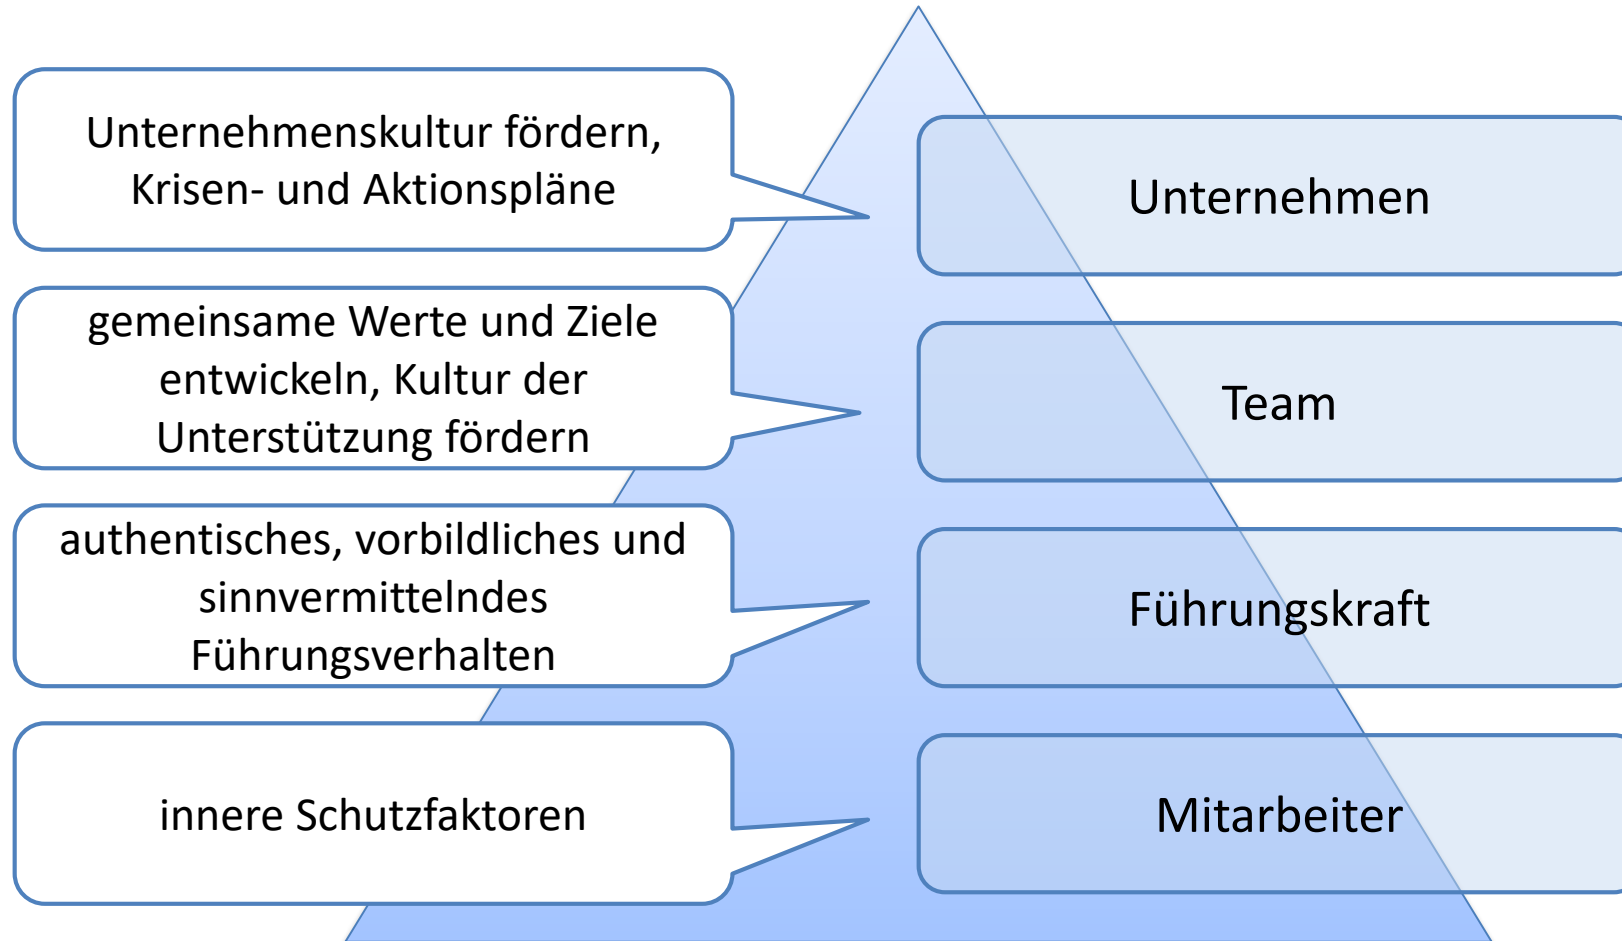 Unternehmenskultur fördern,
Krisen- und Aktionspläne
Unternehmen
gemeinsame Werte und Ziele
entwickeln, Kultur der
Unterstützung fördern
Team
authentisches, vorbildliches und
sinnvermittelndes
Führungsverhalten
Führungskraft
innere Schutzfaktoren
Mitarbeiter